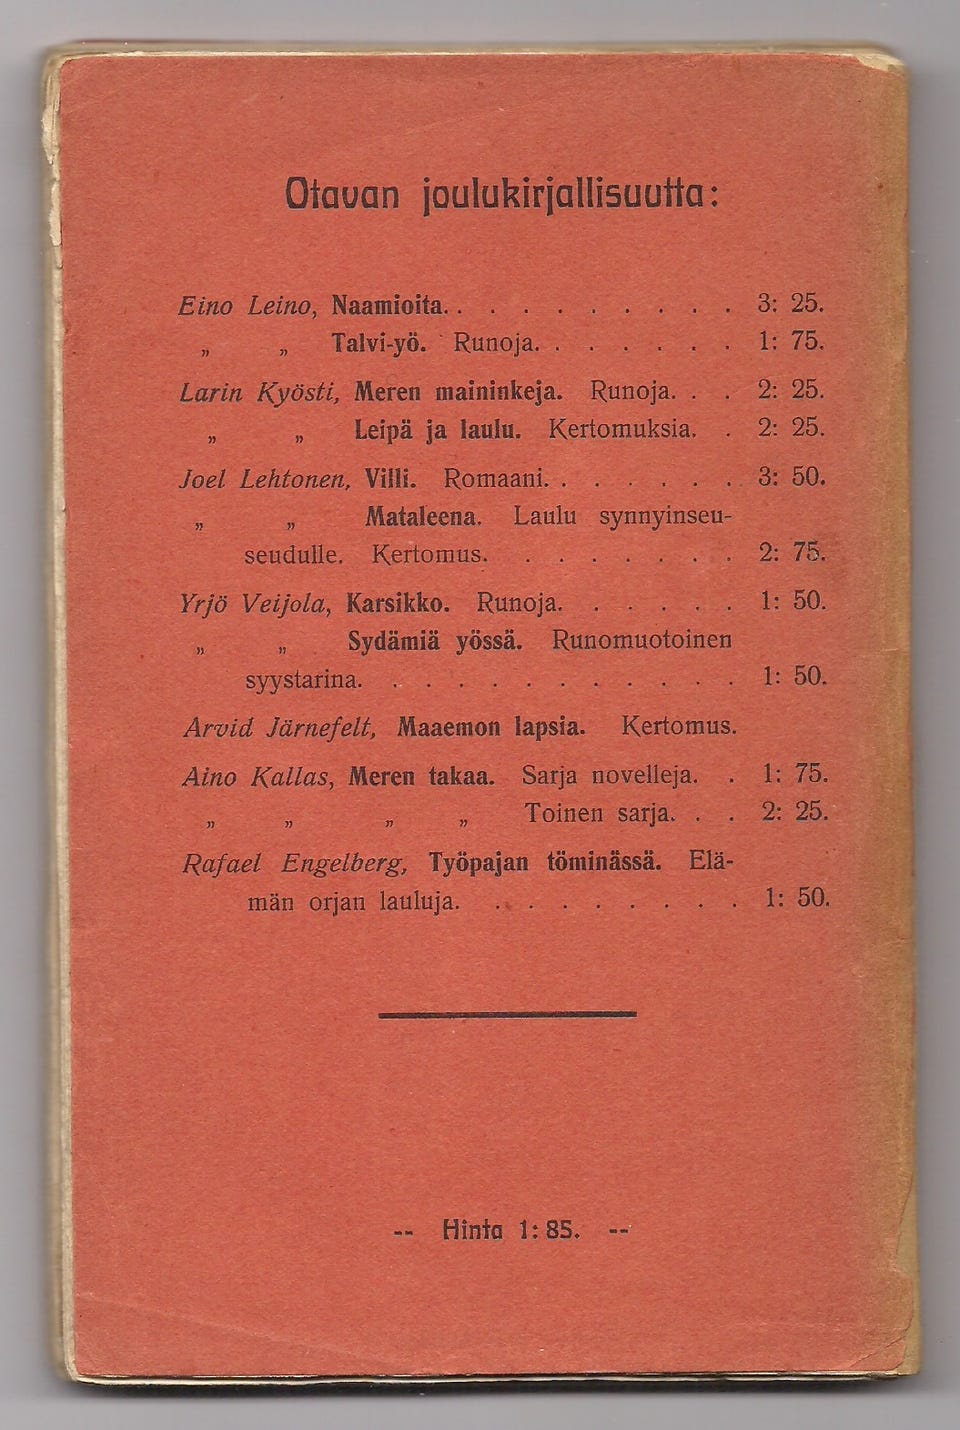 Otavan joulukirjallisuutta:
Eino Leino, Naamioita. . . . . . . . . . 3: 25.
„ „ Talvi-yö. Runoja. . . . . . . 1: 75.
Larin Kyösti, Meren maininkeja. Runoja. . . 2: 25.
„ „ Leipä ja laulu. Kertomuksia. . 2: 25.
Joel Lehtonen, Villi. Romaani. . . . . . . 3: 50.
„ „ Mataleena. Laulu synnyinseu-
seudulle. Kertomus. . . . . . . . 2: 75.
Yrjö Veijola, Karsikko. Runoja. . . . . . 1: 50.
„ „ Sydämiä yössä. Runomuotoinen
syystarina. . . . . . . . . . . . 1: 50.
Arvid Järnefelt, Maaemon lapsia. Kertomus.
Aino Kallas, Meren takaa. Sarja novelleja. . 1: 75.
„ „ „ „ Toinen sarja. . . 2: 25.
Rafael Engelberg, Työpajan töminässä. Elä-
män orjan lauluja. . . . . . . . . 1: 50.
-- Hinta 1: 85. --